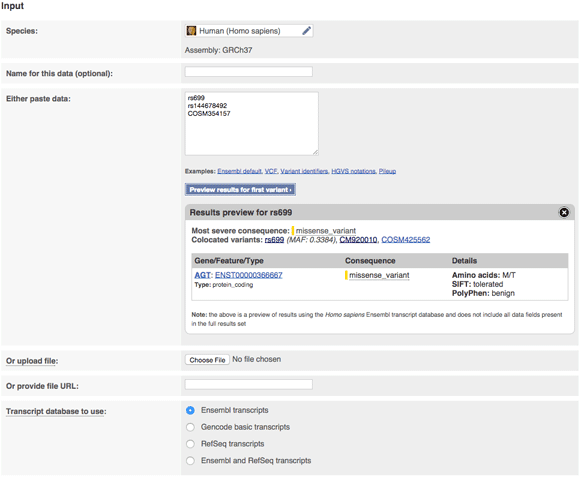 Input
Species:
Human (Homo sapiens)
Assembly: GRCh37
Name for this data (optional):
Either paste data:
rs699
rs144678492
COSM354157
Examples: Ensembl default, VCF, Variant identifiers, HGVS notations, Pileup
Preview results for first variant ›
Results preview for rs699
Most severe consequence: missense_variant
Colocated variants: rs699 (MAF: 0.3384), CM920010, COSM425562
Gene/Feature/Type Consequence Details
AGT: ENST00000366667 missense_variant Amino acids: M/T
Type: protein_coding SIFT: tolerated
PolyPhen: benign
Note: the above is a preview of results using the Homo sapiens Ensembl transcript database and does not include all data fields present
in the full results set
Or upload file: Choose File No file chosen
Or provide file URL:
Transcript database to use: Ensembl transcripts
Gencode basic transcripts
RefSeq transcripts
Ensembl and RefSeq transcripts